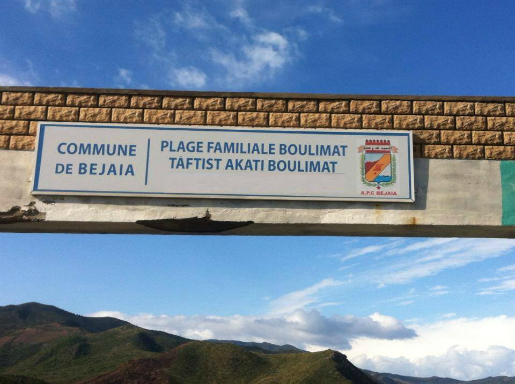 COMMUNE
DE BEJAIA
PLAGE FAMILIALE BOULIMAT
TAFTIST AKATI BOULIMAT
A.P.C BEJAIA